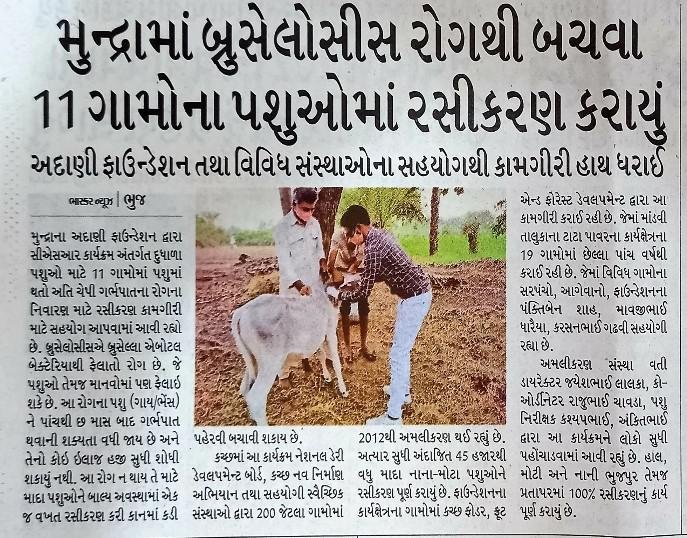 મુન્દ્રામાં બ્રુસેલોસીસ રોગથી બચવા
11 ગામોના પશુઓમાં રસીકરણ કરાયું
અદાણી ફાઉન્ડેશન તથા વિવિધ સંસ્થાઓના સહયોગથી કામગીરી હાથ ધરાઈ
ભાસ્કર ન્યૂઝ | ભુજ
મુન્દ્રાના અદાણી ફાઉન્ડેશન દ્વારા
સીએસઆર કાર્યક્રમ અંતર્ગત દુધાળા
પશુઓ માટે 11 ગામોમાં પશુમાં
થતો અતિ ચેપી ગર્ભપાતના રોગના
નિવારણ માટે રસીકરણ કામગીરી
માટે સહયોગ આપવામાં આવી રહ્યો
છે. બ્રુસેલોસીસએ બ્રુસેલ્લા એબોટલ
બેક્ટેરિયાથી ફેલાતો રોગ છે. જે
પશુઓ તેમજ માનવોમાં પણ ફેલાઇ
શકે છે. આ રોગના પશુ (ગાય/ભેંસ)
ને પાંચથી છ માસ બાદ ગર્ભપાત
થવાની શક્યતા વધી જાય છે અને
તેનો કોઇ ઇલાજ હજી સુધી શોધી
શકાયું નથી. આ રોગ ન થાય તે માટે
માદા પશુઓને બાલ્ય અવસ્થામાં એક
જ વખત રસીકરણ કરી કાનમાં કડી
પહેરવી બચાવી શકાય છે.
કચ્છમાં આ કાર્યક્રમ નેશનલ ડેરી
ડેવલપમેન્ટ બોર્ડ, કચ્છ નવ નિર્માણ
અભિયાન તથા સહયોગી સ્વૈચ્છિક
સંસ્થાઓ દ્વારા 200 જેટલા ગામોમાં
2012થી અમલીકરણ થઈ રહ્યું છે.
અત્યાર સુધી અંદાજિત 45 હજારથી
વધુ માદા નાના-મોટા પશુઓને
રસીકરણ પૂર્ણ કરાયું છે. ફાઉન્ડેશનના
કાર્યક્ષેત્રના ગામોમાં કચ્છ ફોડર, ફ્રૂટ
એન્ડ ફોરેસ્ટ ડેવલપમેન્ટ દ્વારા આ
કામગીરી કરાઈ રહી છે. જેમાં માંડવી
તાલુકાના ટાટા પાવરના કાર્યક્ષેત્રના
19 ગામોમાં છેલ્લા પાંચ વર્ષથી
કરાઈ રહી છે. જેમાં વિવિધ ગામોના
સરપંચો, આગેવાનો, ફાઉન્ડેશનના
પંક્તિબેન શાહ, માવજીભાઈ
ધારૈયા, કરસનભાઈ ગઢવી સહયોગી
રહ્યા છે.
અમલીકરણ સંસ્થા વતી
ડાયરેક્ટર જયેશભાઈ લાલકા, કો-
ઓર્ડીનેટર રાજુભાઈ ચાવડા, પશુ
નિરીક્ષક કશ્યપભાઈ, અંકિતભાઈ
દ્વારા આ કાર્યક્રમને લોકો સુધી
પહોંચાડવામાં આવી રહ્યું છે. હાલ,
મોટી અને નાની ભુજપુર તેમજ
પ્રતાપરમાં 100% રસીકરણનું કાર્ય
પૂર્ણ કરાયું છે.